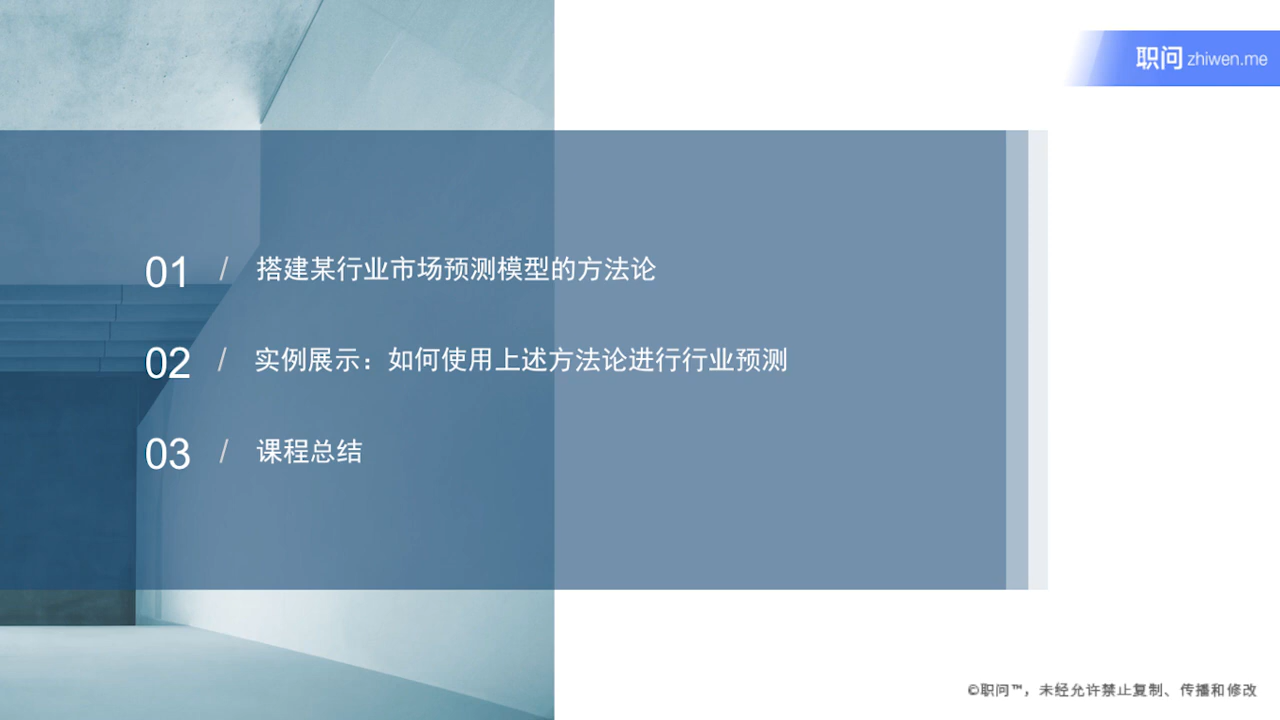 职问 zhiwen.me
01 / 搭建某行业市场预测模型的方法论
02 / 实例展示：如何使用上述方法论进行行业预测
03 / 课程总结
©职问™，未经允许禁止复制、传播和修改